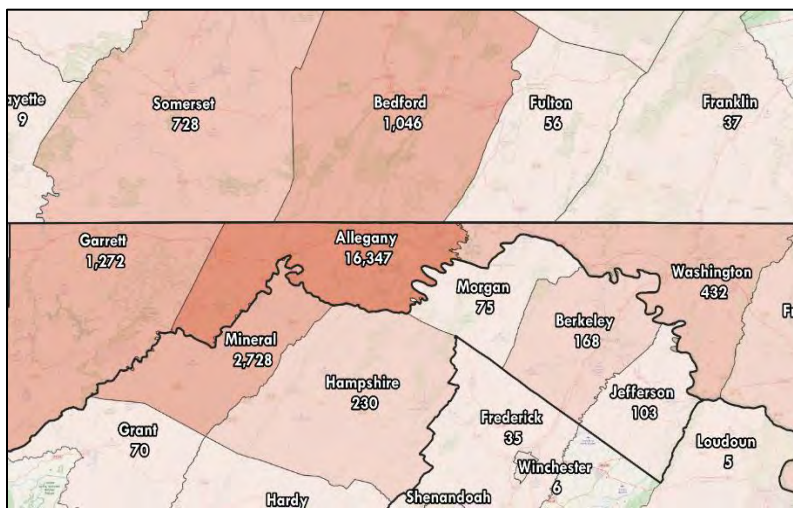 ayette
9
Somerset
728
Bedford
1,046
Fulton
56
Franklin
37
Garrett
1,272
Allegany
16,347
Washington
432
Fr
Morgan
75
Berkeley
168
Mineral
2,728
Hampshire
230
Jefferson
103
Grant
70
Frederick
35
Loudoun
5
Winchester
6
Hardy
Shenandoah